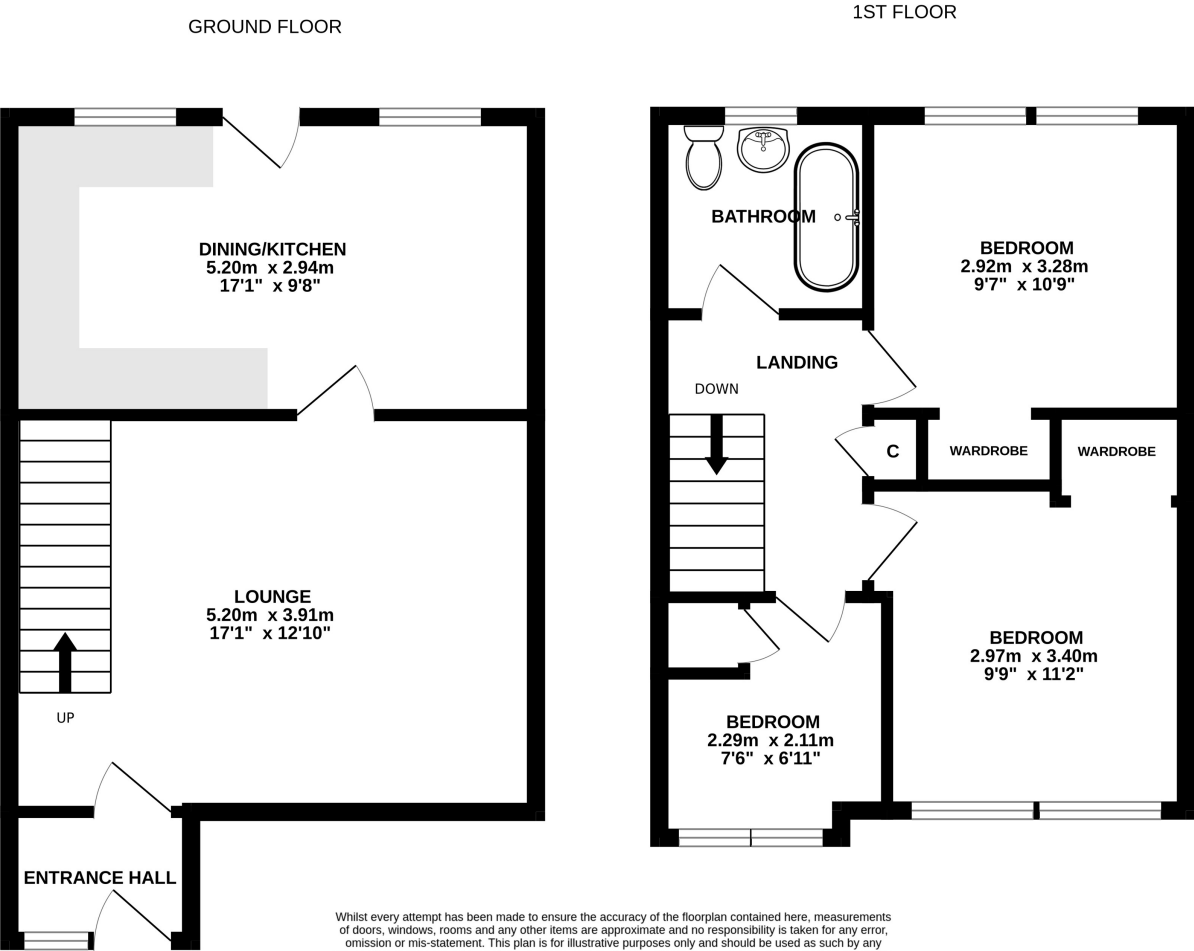 GROUND FLOOR
1ST FLOOR
DINING/KITCHEN
5.20m x 2.94m
17'1" x 9'8"
LOUNGE
5.20m x 3.91m
17'1" x 12'10"
UP
ENTRANCE HALL
BATHROOM
BEDROOM
2.92m x 3.28m
9'7" x 10'9"
LANDING
DOWN
C
WARDROBE
WARDROBE
BEDROOM
2.97m x 3.40m
9'9" x 11'2"
BEDROOM
2.29m x 2.11m
7'6" x 6'11"
Whilst every attempt has been made to ensure the accuracy of the floorplan contained here, measurements
of doors, windows, rooms and any other items are approximate and no responsibility is taken for any error,
omission or mis-statement. This plan is for illustrative purposes only and should be used as such by any